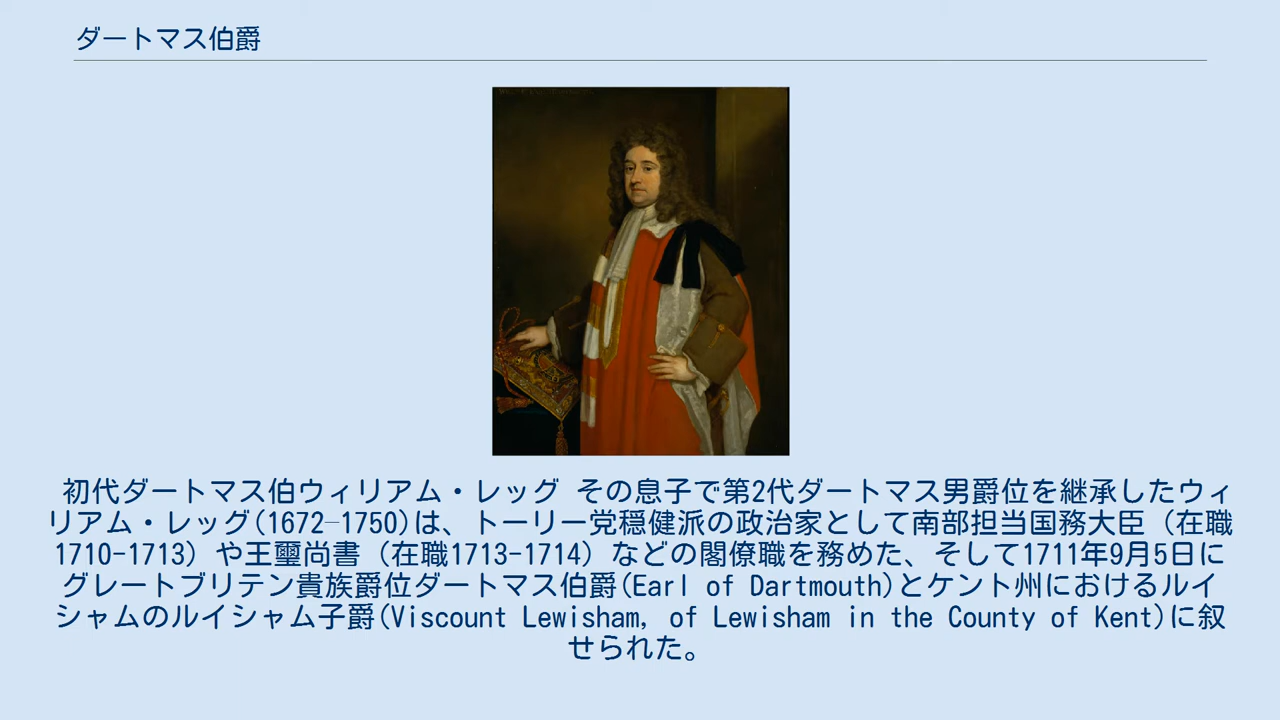 ダートマス伯爵
初代ダートマス伯ウィリアム・レッグ その息子で第2代ダートマス男爵位を継承したウィ
リアム・レッグ(1672–1750)は、トーリー党穏健派の政治家として南部担当国務大臣（在職
1710-1713）や王璽尚書（在職1713-1714）などの閣僚職を務めた、そして1711年9月5日に
グレートブリテン貴族爵位ダートマス伯爵(Earl of Dartmouth)とケント州におけるルイ
シャムのルイシャム子爵(Viscount Lewisham, of Lewisham in the County of Kent)に叙
せられた。